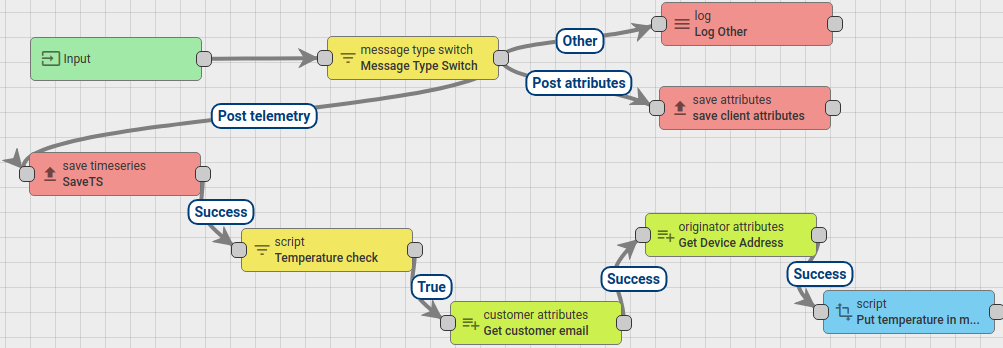 log
Log Other
Other
Input
message type switch
Message Type Switch
Post attributes
save attributes
save client attributes
Post telemetry
save timeseries
SaveTS
Success
script
Temperature check
originator attributes
Get Device Address
True
Success
Success
customer attributes
Get customer email
script
Put temperature in m...